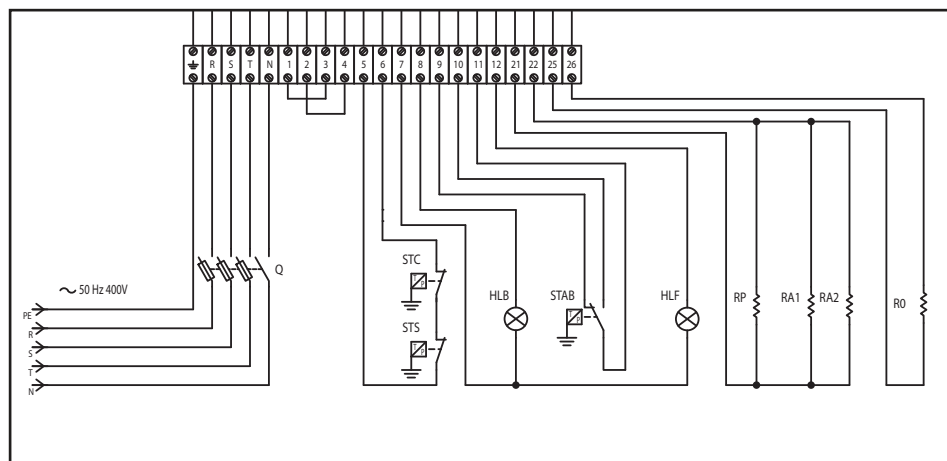 R S T N 1 2 3 4 5 6 7 8 9 10 11 12 21 22 25 26
Q
STC
T P
~ 50 Hz 400V
PE
R
S
T
N
HLB
STAB
T P
HLF
RP
RA1
RA2
R0
STS
T P